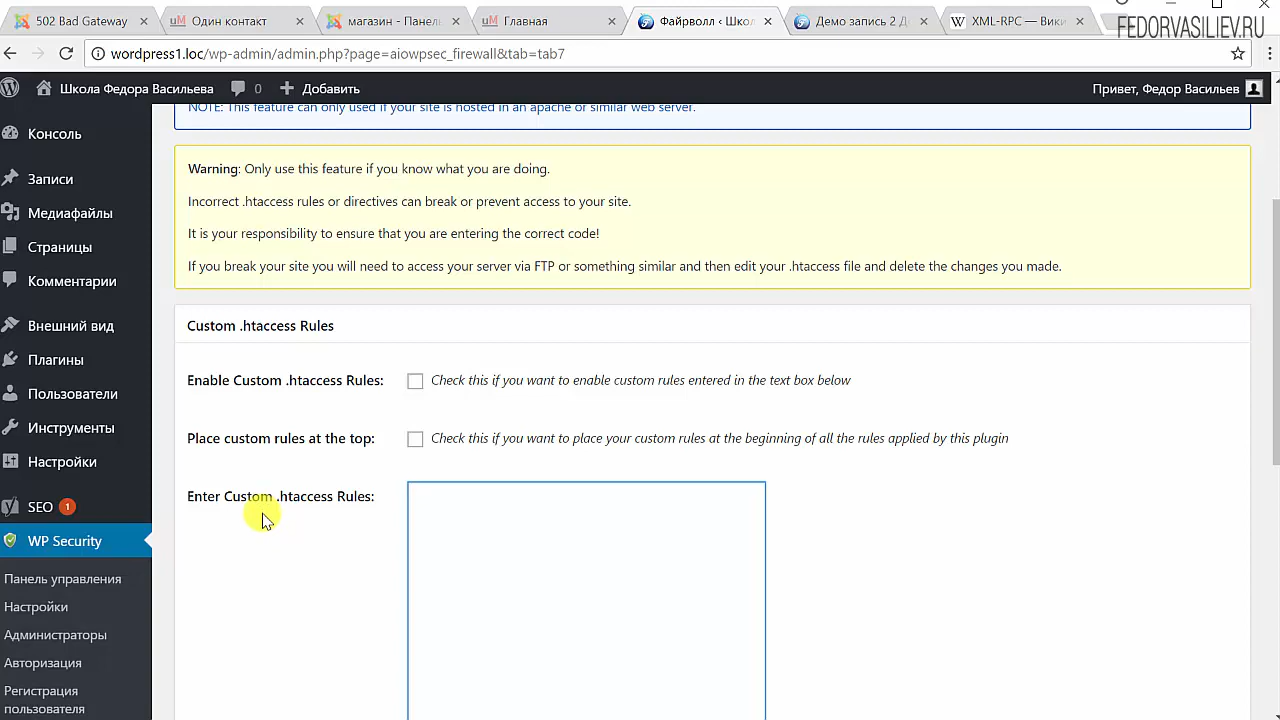 502 Bad Gateway
Один контакт
магазин - Панель
Главная
Файрволл ‹ Школ
Демо запись 2 Д
XML-RPC — Вики
FEDORVASILIEV.RU
wordpress1.loc/wp-admin/admin.php?page=aiowpsec_firewall&tab=tab7
Школа Федора Васильева
0
Добавить
Привет, Федор Васильев
NOTE: This feature can only used if your site is hosted in an apache or similar web server.
Консоль
Записи
Медиафайлы
Страницы
Комментарии
Внешний вид
Плагины
Пользователи
Инструменты
Настройки
SEO 1
WP Security
Панель управления
Настройки
Администраторы
Авторизация
Регистрация
пользователя
Warning: Only use this feature if you know what you are doing.
Incorrect .htaccess rules or directives can break or prevent access to your site.
It is your responsibility to ensure that you are entering the correct code!
If you break your site you will need to access your server via FTP or something similar and then edit your .htaccess file and delete the changes you made.
Custom .htaccess Rules
Enable Custom .htaccess Rules:
Check this if you want to enable custom rules entered in the text box below
Place custom rules at the top:
Check this if you want to place your custom rules at the beginning of all the rules applied by this plugin
Enter Custom .htaccess Rules: